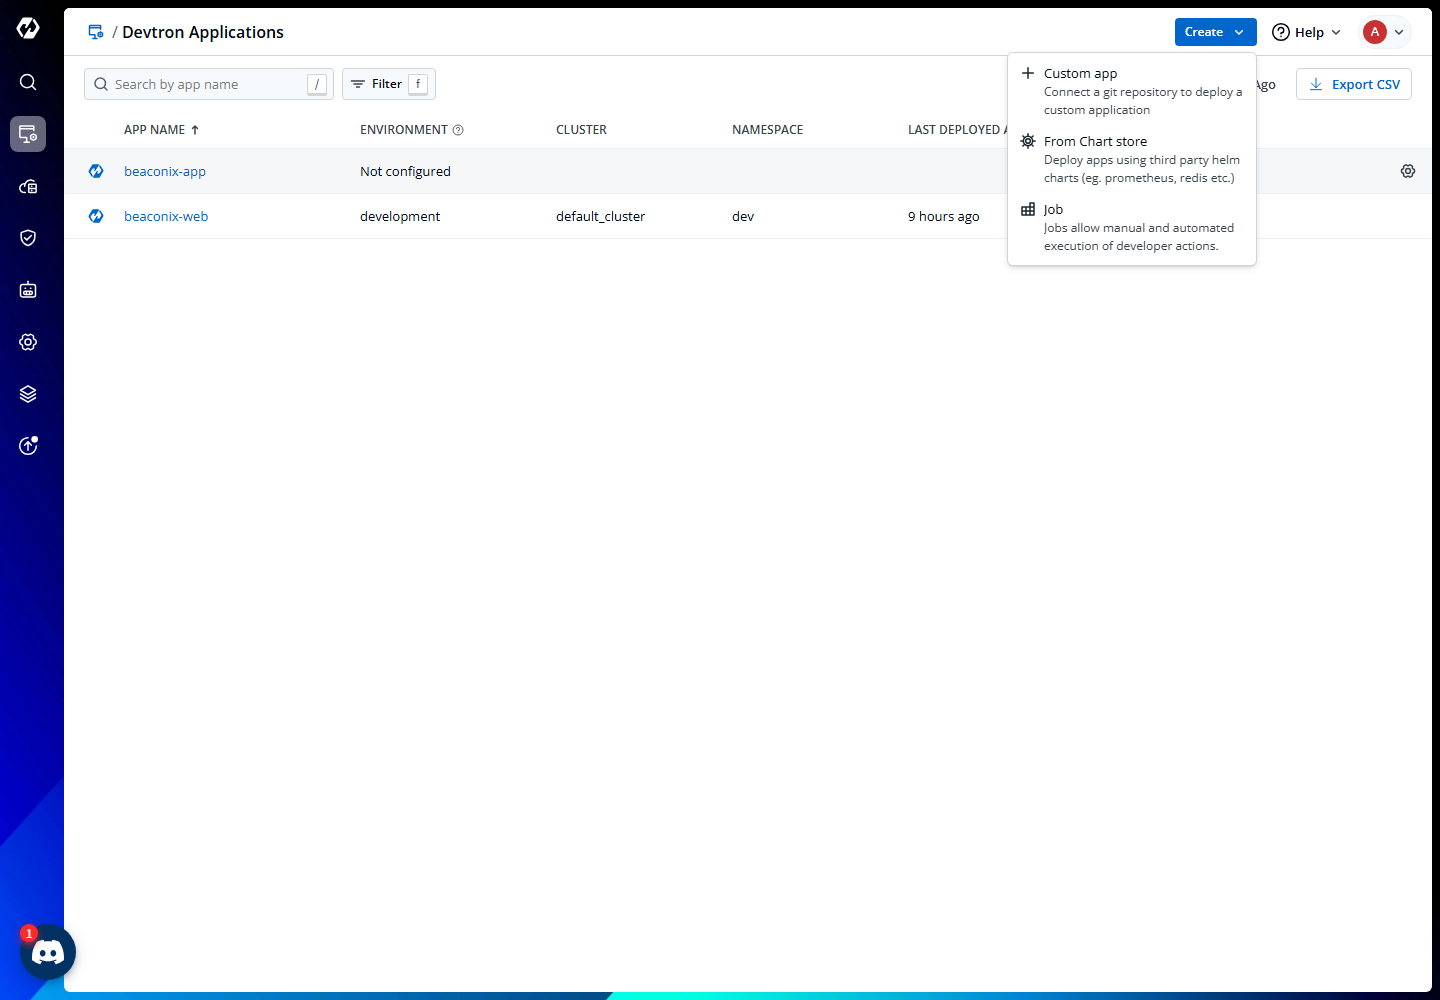 / Devtron Applications
Create
Help
A
Search by app name
/
Filter
f
Ago
Export CSV
APP NAME
ENVIRONMENT
CLUSTER
NAMESPACE
LAST DEPLOYED
beaconix-app
Not configured
beaconix-web
development
default_cluster
dev
9 hours ago
Custom app
Connect a git repository to deploy a
custom application
From Chart store
Deploy apps using third party helm
charts (eg. prometheus, redis etc.)
Job
Jobs allow manual and automated
execution of developer actions.
1